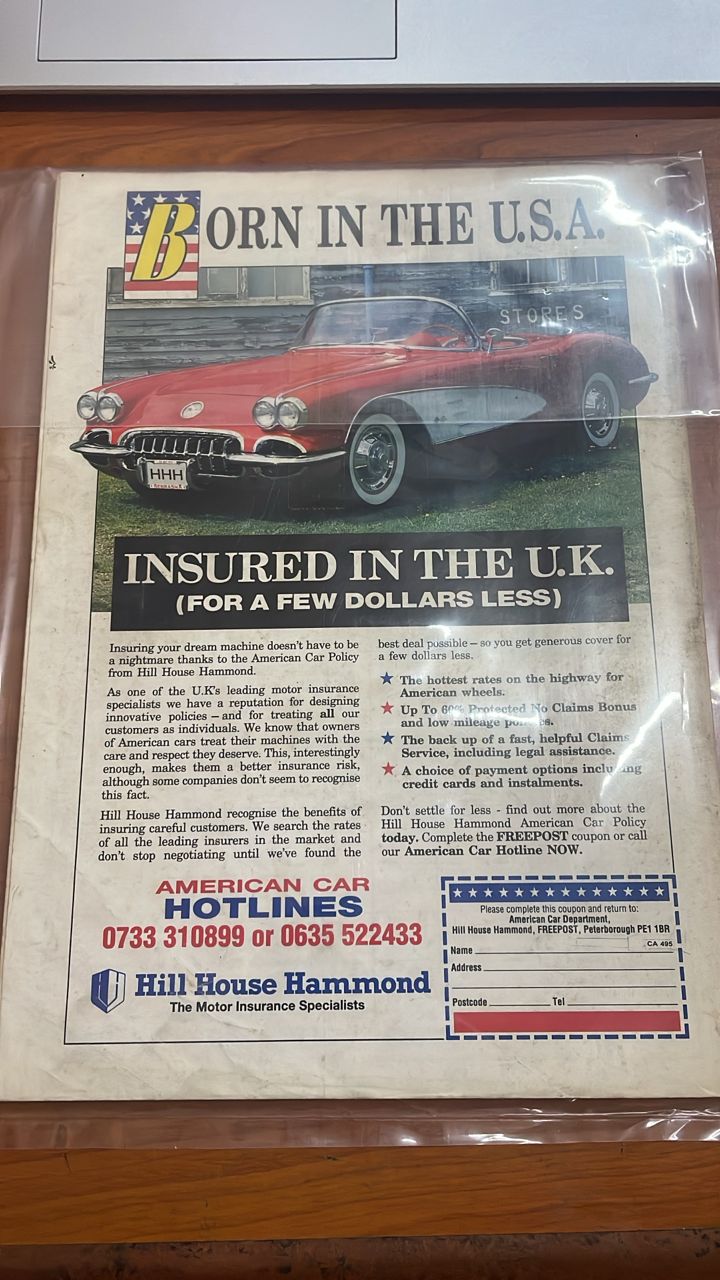 BORN IN THE U.S.A.
STORES
HHH
INSURED IN THE U.K.
(FOR A FEW DOLLARS LESS)
Insuring your dream machine doesn't have to be
a nightmare thanks to the American Car Policy
from Hill House Hammond.
As one of the U.K's leading motor insurance
specialists we have a reputation for designing
innovative policies – and for treating all our
customers as individuals. We know that owners
of American cars treat their machines with the
care and respect they deserve. This, interestingly
enough, makes them a better insurance risk,
although some companies don't seem to recognise
this fact.
Hill House Hammond recognise the benefits of
insuring careful customers. We search the rates
of all the leading insurers in the market and
don't stop negotiating until we've found the
best deal possible – so you get generous cover for
a few dollars less.
The hottest rates on the highway for
American wheels.
Up To 60% Protected No Claims Bonus
and low mileage policies.
The back up of a fast, helpful Claims
Service, including legal assistance.
A choice of payment options including
credit cards and instalments.
Don't settle for less - find out more about the
Hill House Hammond American Car Policy
today. Complete the FREEPOST coupon or call
our American Car Hotline NOW.
AMERICAN CAR
HOTLINES
0733 310899 or 0635 522433
Hill House Hammond
The Motor Insurance Specialists
Please complete this coupon and return to:
American Car Department,
Hill House Hammond, FREEPOST, Peterborough PE1 1BR
CA 495
Name
Address
Postcode Tel